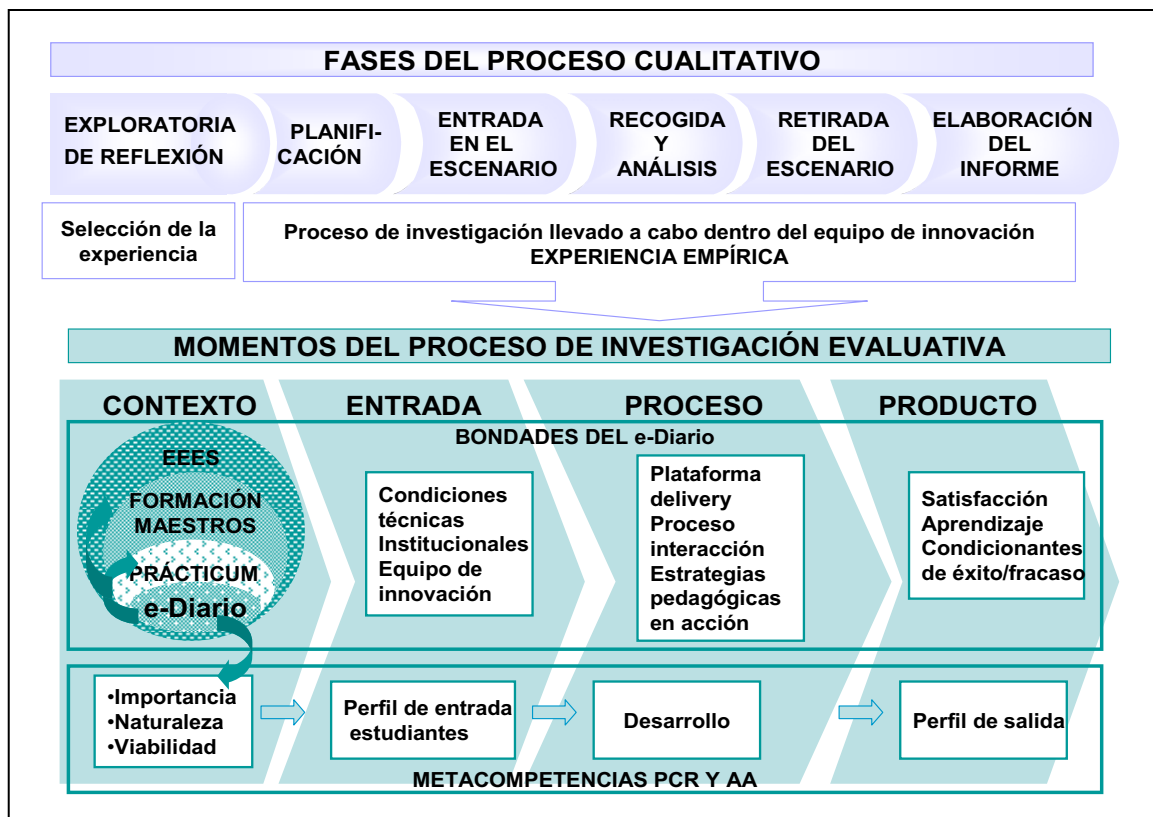 FASES DEL PROCESO CUALITATIVO
EXPLORATORIA
DE REFLEXIÓN
PLANIFI-
CACIÓN
ENTRADA
EN EL
ESCENARIO
RECOGIDA
Y
ANÁLISIS
RETIRADA
DEL
ESCENARIO
ELABORACIÓN
DEL
INFORME
Selección de la
experiencia
Proceso de investigación llevado a cabo dentro del equipo de innovación
EXPERIENCIA EMPÍRICA
MOMENTOS DEL PROCESO DE INVESTIGACIÓN EVALUATIVA
CONTEXTO
ENTRADA
PROCESO
PRODUCTO
BONDADES DEL e-Diario
EEES
FORMACIÓN
MAESTROS
PRÁCTICUM
e-Diario
Condiciones
técnicas
Institucionales
Equipo de
innovación
Plataforma
delivery
Proceso
interacción
Estrategias
pedagógicas
en acción
Satisfacción
Aprendizaje
Condicionantes
de éxito/fracaso
•Importancia
•Naturaleza
•Viabilidad
Perfil de entrada
estudiantes
Desarrollo
Perfil de salida
METACOMPETENCIAS PCR Y AA